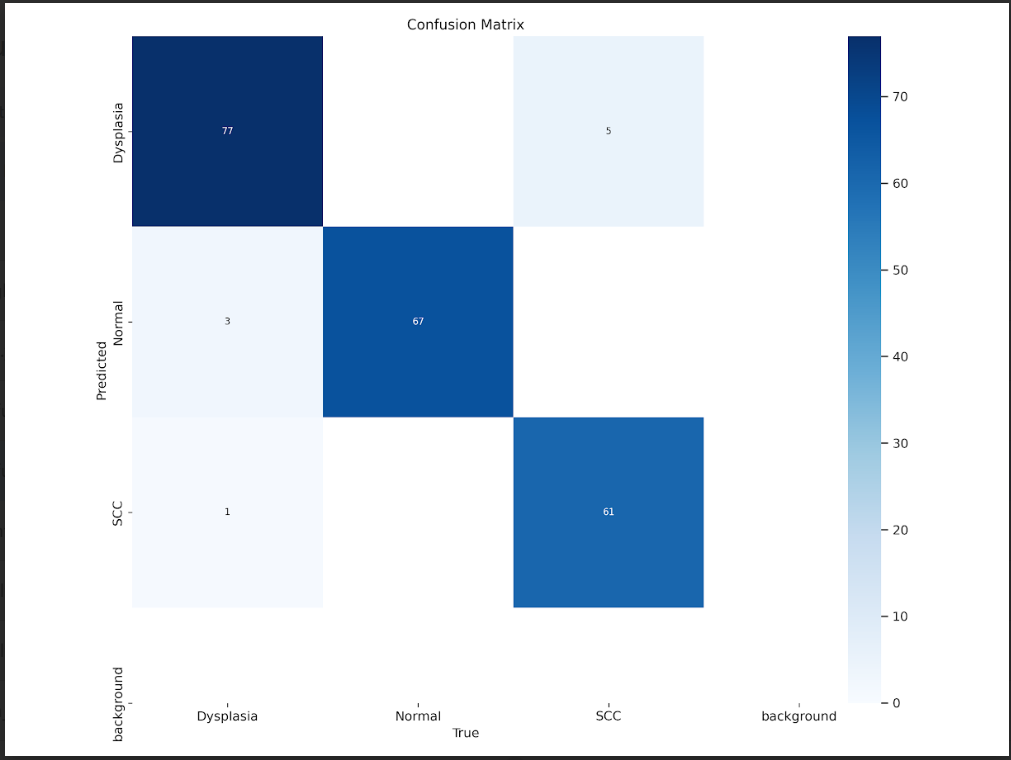 Confusion Matrix
Dysplasia
77
5
Normal
3
67
SCC
1
61
background
Predicted
Dysplasia
Normal
SCC
background
True
70
60
50
40
30
20
10
0